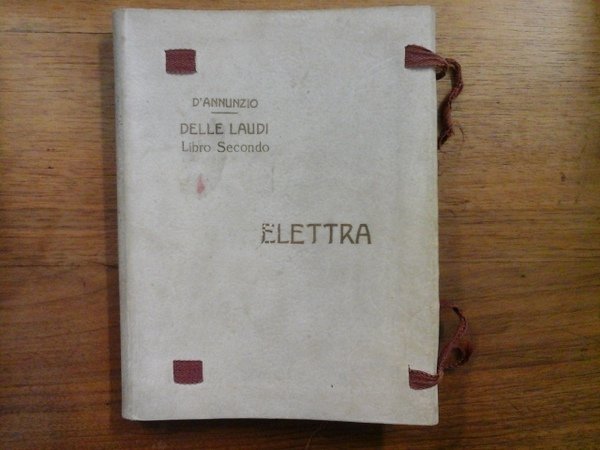 D'ANNUNZIO
DELLE LAUDI
Libro Secondo
ELETTRA